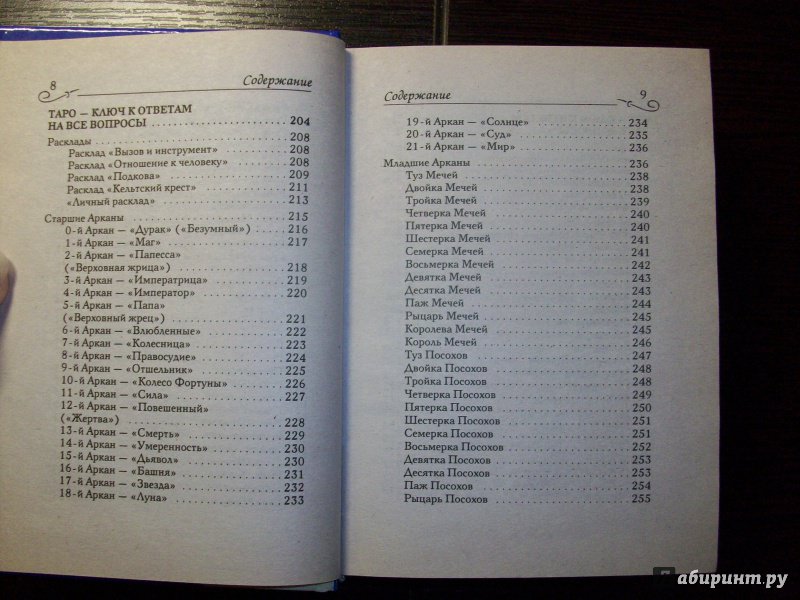 8
Содержание
ТАРО — КЛЮЧ К ОТВЕТАМ
НА ВСЕ ВОПРОСЫ 204
Расклады 208
Расклад «Вызов и инструмент» 208
Расклад «Отношение к человеку» 208
Расклад «Подкова» 209
Расклад «Кельтский крест» 211
«Личный расклад» 213
Старшие Арканы 215
0-й Аркан — «Дурак» («Безумный») 216
1-й Аркан — «Маг» 217
2-й Аркан — «Папесса»
(«Верховная жрица») 218
3-й Аркан — «Императрица» 219
4-й Аркан — «Император» 220
5-й Аркан — «Папа»
(«Верховный жрец») 221
6-й Аркан — «Влюбленные» 222
7-й Аркан — «Колесница» 223
8-й Аркан — «Правосудие» 224
9-й Аркан — «Отшельник» 225
10-й Аркан — «Колесо Фортуны» 226
11-й Аркан — «Сила» 227
12-й Аркан — «Повешенный»
(«Жертва») 228
13-й Аркан — «Смерть» 229
14-й Аркан — «Умеренность» 230
15-й Аркан — «Дьявол» 230
16-й Аркан — «Башня» 231
17-й Аркан — «Звезда» 232
18-й Аркан — «Луна» 233
Содержание
9
19-й Аркан — «Солнце» 234
20-й Аркан — «Суд» 235
21-й Аркан — «Мир» 236
Младшие Арканы 236
Туз Мечей 238
Двойка Мечей 238
Тройка Мечей 239
Четверка Мечей 240
Пятерка Мечей 240
Шестерка Мечей 241
Семерка Мечей 241
Восьмерка Мечей 242
Девятка Мечей 243
Десятка Мечей 243
Паж Мечей 244
Рыцарь Мечей 245
Королева Мечей 245
Король Мечей 246
Туз Посохов 247
Двойка Посохов 248
Тройка Посохов 248
Четверка Посохов 249
Пятерка Посохов 250
Шестерка Посохов 251
Семерка Посохов 251
Восьмерка Посохов 252
Девятка Посохов 253
Десятка Посохов 253
Паж Посохов 254
Рыцарь Посохов 255
лабиринт.ру